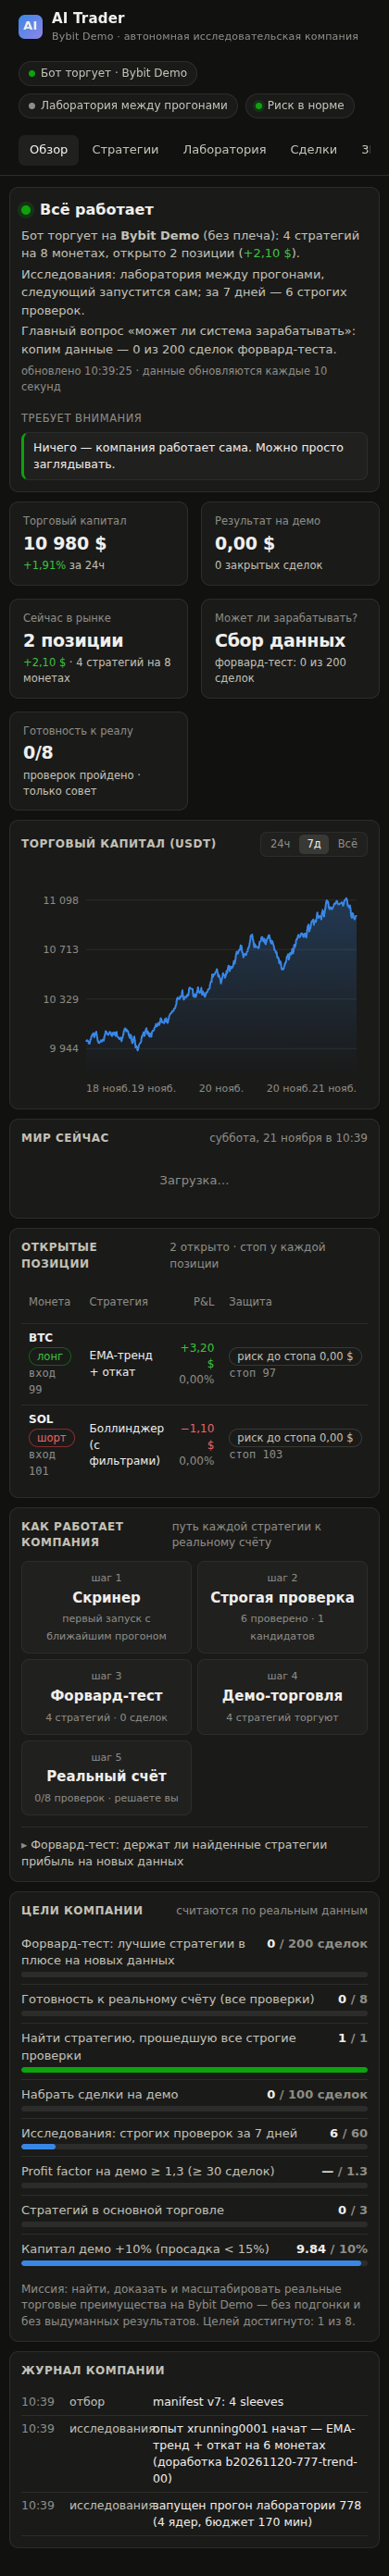 AI
AI Trader
Bybit Demo · автономная исследовательская компания
Бот торгует · Bybit Demo
Лаборатория между прогонами
Риск в норме
Обзор Стратегии Лаборатория Сделки
Всё работает
Бот торгует на Bybit Demo (без плеча): 4 стратегий
на 8 монетах, открыто 2 позиции (+2,10 $).
Исследования: лаборатория между прогонами,
следующий запустится сам; за 7 дней — 6 строгих
проверок.
Главный вопрос «может ли система зарабатывать»:
копим данные — 0 из 200 сделок форвард-теста.
обновлено 10:39:25 · данные обновляются каждые 10
секунд
ТРЕБУЕТ ВНИМАНИЯ
Ничего — компания работает сама. Можно просто
заглядывать.
Торговый капитал
10 980 $
+1,91% за 24ч
Результат на демо
0,00 $
0 закрытых сделок
Сейчас в рынке
2 позиции
+2,10 $ · 4 стратегий на 8
монетах
Может ли зарабатывать?
Сбор данных
форвард-тест: 0 из 200
сделок
Готовность к реалу
0/8
проверок пройдено ·
только совет
ТОРГОВЫЙ КАПИТАЛ (USDT)
24ч 7д Всё
11 098
10 713
10 329
9 944
18 нояб. 19 нояб. 20 нояб. 20 нояб. 21 нояб.
МИР СЕЙЧАС
суббота, 21 ноября в 10:39
Загрузка…
ОТКРЫТЫЕ
ПОЗИЦИИ
2 открыто · стоп у каждой
позиции
Монета Стратегия P&L Защита
BTC
лонг
вход
99
EMA-тренд
+ откат
+3,20
$
0,00%
риск до стопа 0,00 $
стоп 97
SOL
шорт
вход
101
Боллинджер
(с
фильтрами)
−1,10
$
0,00%
риск до стопа 0,00 $
стоп 103
КАК РАБОТАЕТ
КОМПАНИЯ
путь каждой стратегии к
реальному счёту
шаг 1
Скринер
первый запуск с
ближайшим прогоном
шаг 2
Строгая проверка
6 проверено · 1
кандидатов
шаг 3
Форвард-тест
4 стратегий · 0 сделок
шаг 4
Демо-торговля
4 стратегий торгуют
шаг 5
Реальный счёт
0/8 проверок · решаете вы
▸ Форвард-тест: держат ли найденные стратегии
прибыль на новых данных
ЦЕЛИ КОМПАНИИ
считаются по реальным данным
Форвард-тест: лучшие стратегии в
плюсе на новых данных
0 / 200 сделок
Готовность к реальному счёту (все проверки) 0 / 8
Найти стратегию, прошедшую все строгие
проверки
1 / 1
Набрать сделки на демо 0 / 100 сделок
Исследования: строгих проверок за 7 дней 6 / 60
Profit factor на демо ≥ 1,3 (≥ 30 сделок) — / 1.3
Стратегий в основной торговле 0 / 3
Капитал демо +10% (просадка < 15%) 9.84 / 10%
Миссия: найти, доказать и масштабировать реальные
торговые преимущества на Bybit Demo — без подгонки и
без выдуманных результатов. Целей достигнуто: 1 из 8.
ЖУРНАЛ КОМПАНИИ
10:39 отбор manifest v7: 4 sleeves
10:39 исследования опыт xrunning0001 начат — EMA-
тренд + откат на 6 монетах
(доработка b20261120-777-trend-
00)
10:39 исследования запущен прогон лаборатории 778
(4 ядер, бюджет 170 мин)